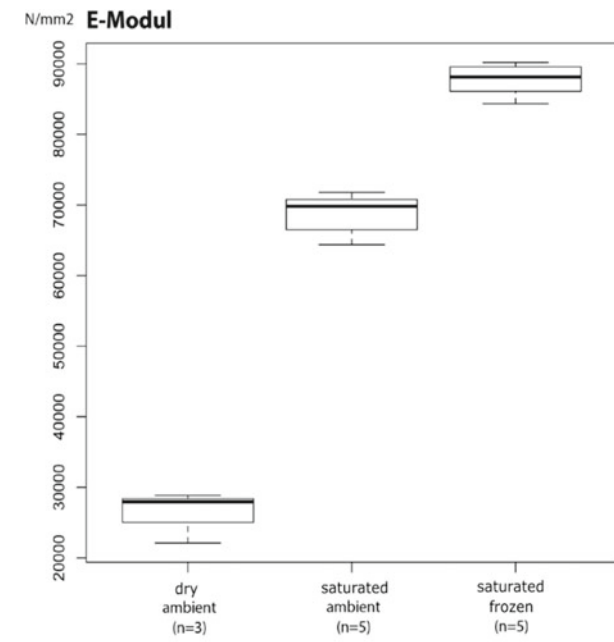 N/mm2 E-Modul
90000
80000
70000
60000
50000
40000
30000
20000
dry
ambient
(n=3)
saturated
ambient
(n=5)
saturated
frozen
(n=5)